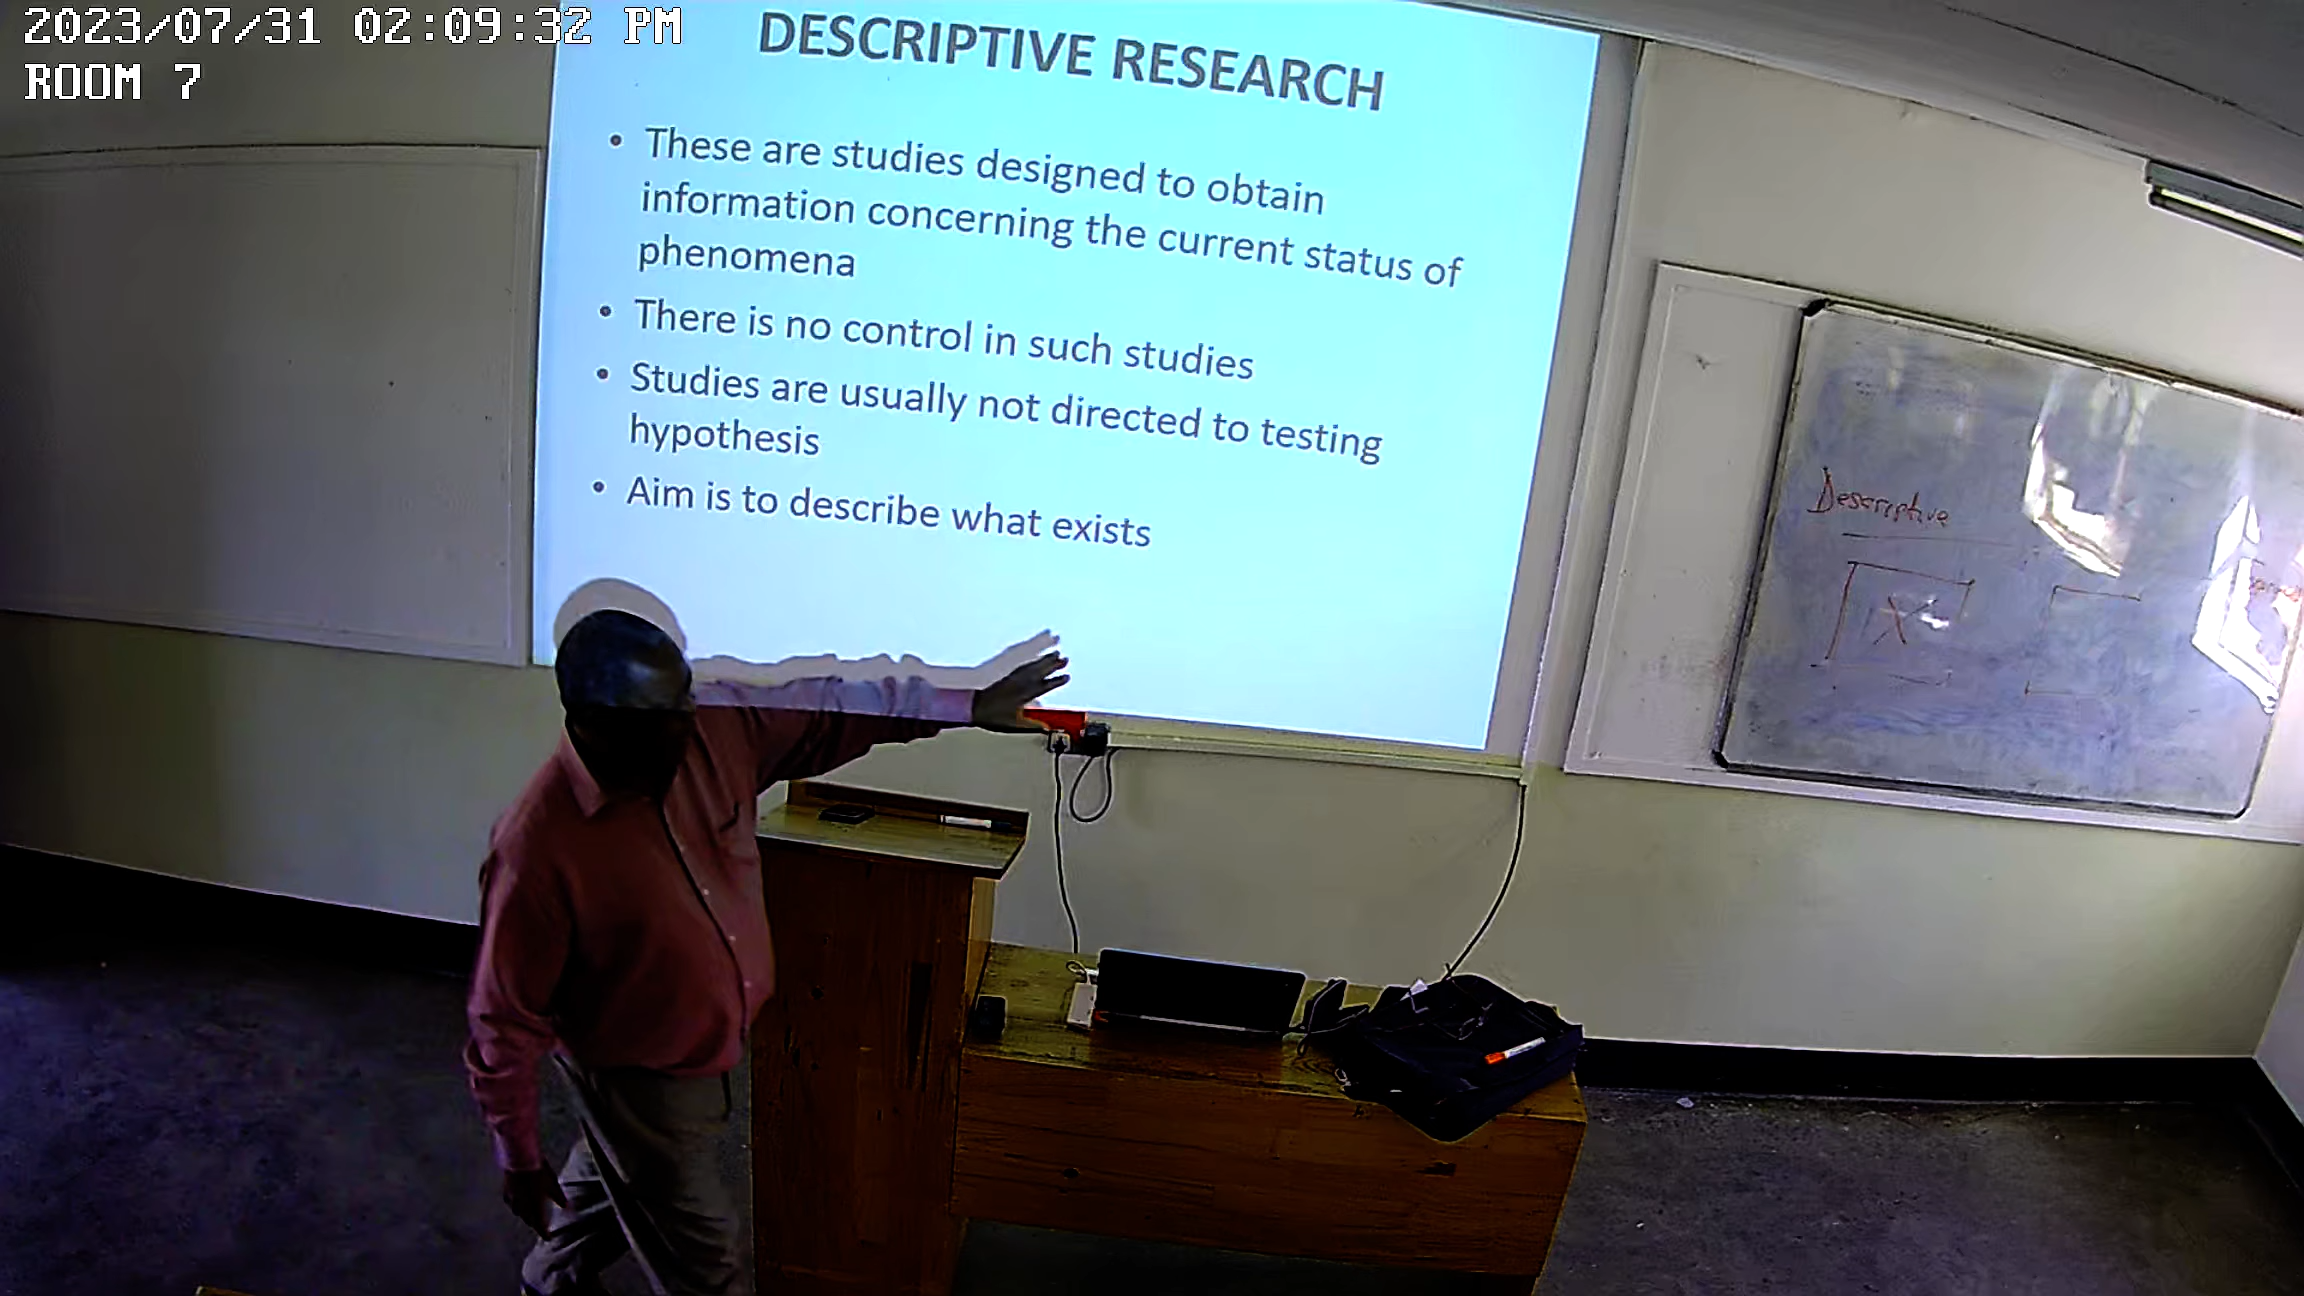 2023/07/31 02:09:32 PM
ROOM 7
DESCRIPTIVE RESEARCH
• These are studies designed to obtain
information concerning the current status of
phenomena
• There is no control in such studies
• Studies are usually not directed to testing
hypothesis
• Aim is to describe what exists
Descriptive
X